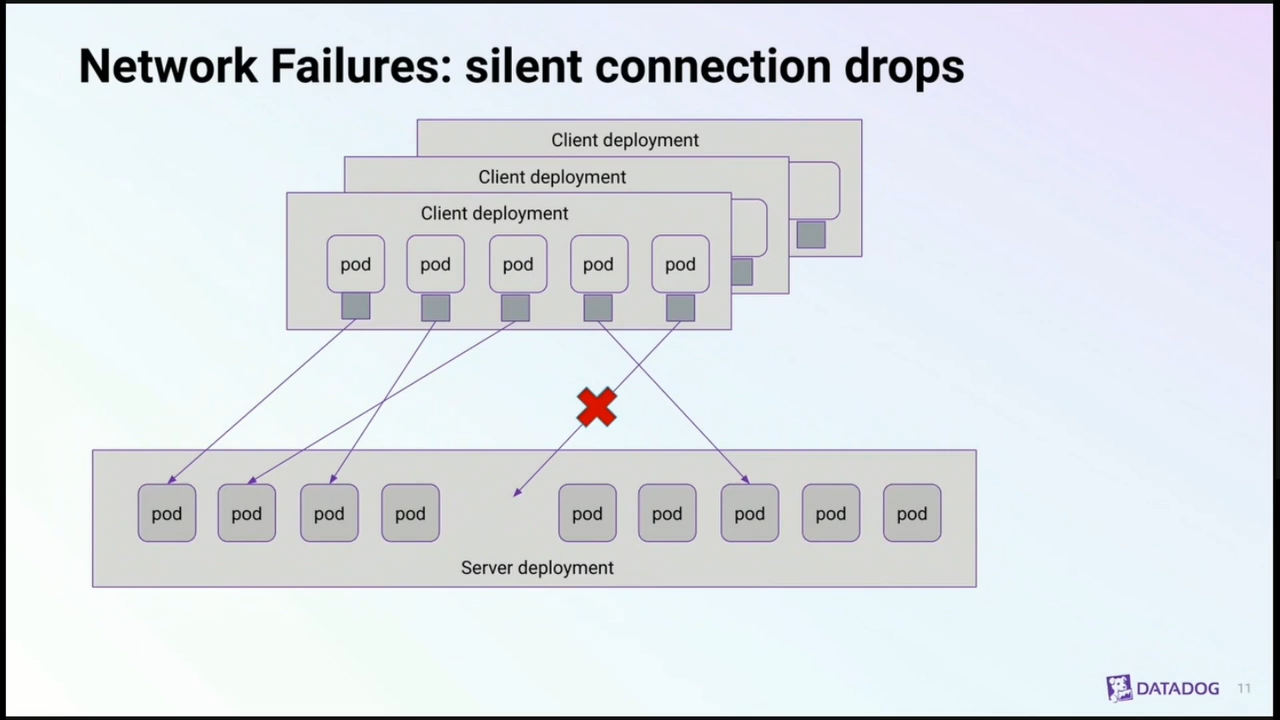 Network Failures: silent connection drops
Client deployment
Client deployment
Client deployment
pod pod pod pod pod
pod pod pod pod pod pod pod pod pod
Server deployment
DATADOG 11